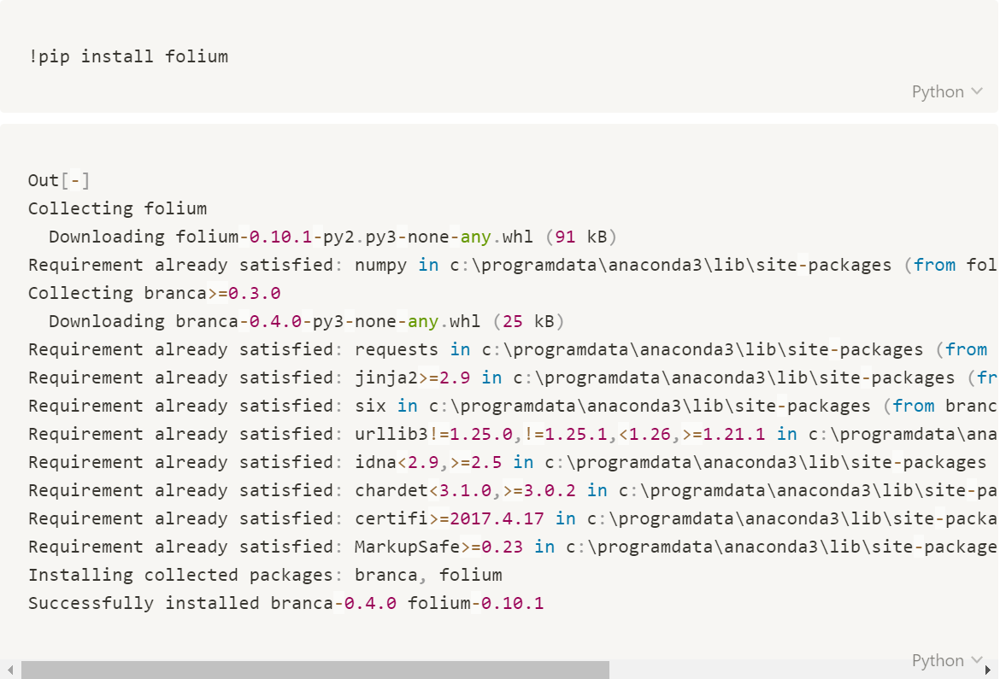 !pip install folium
Python
Out[-]
Collecting folium
  Downloading folium-0.10.1-py2.py3-none-any.whl (91 kB)
Requirement already satisfied: numpy in c:\programdata\anaconda3\lib\site-packages (from fol
Collecting branca>=0.3.0
  Downloading branca-0.4.0-py3-none-any.whl (25 kB)
Requirement already satisfied: requests in c:\programdata\anaconda3\lib\site-packages (from
Requirement already satisfied: jinja2>=2.9 in c:\programdata\anaconda3\lib\site-packages (fr
Requirement already satisfied: six in c:\programdata\anaconda3\lib\site-packages (from branc
Requirement already satisfied: urllib3!=1.25.0,!=1.25.1,<1.26,>=1.21.1 in c:\programdata\ana
Requirement already satisfied: idna<2.9,>=2.5 in c:\programdata\anaconda3\lib\site-packages
Requirement already satisfied: chardet<3.1.0,>=3.0.2 in c:\programdata\anaconda3\lib\site-pa
Requirement already satisfied: certifi>=2017.4.17 in c:\programdata\anaconda3\lib\site-packa
Requirement already satisfied: MarkupSafe>=0.23 in c:\programdata\anaconda3\lib\site-package
Installing collected packages: branca, folium
Successfully installed branca-0.4.0 folium-0.10.1
Python